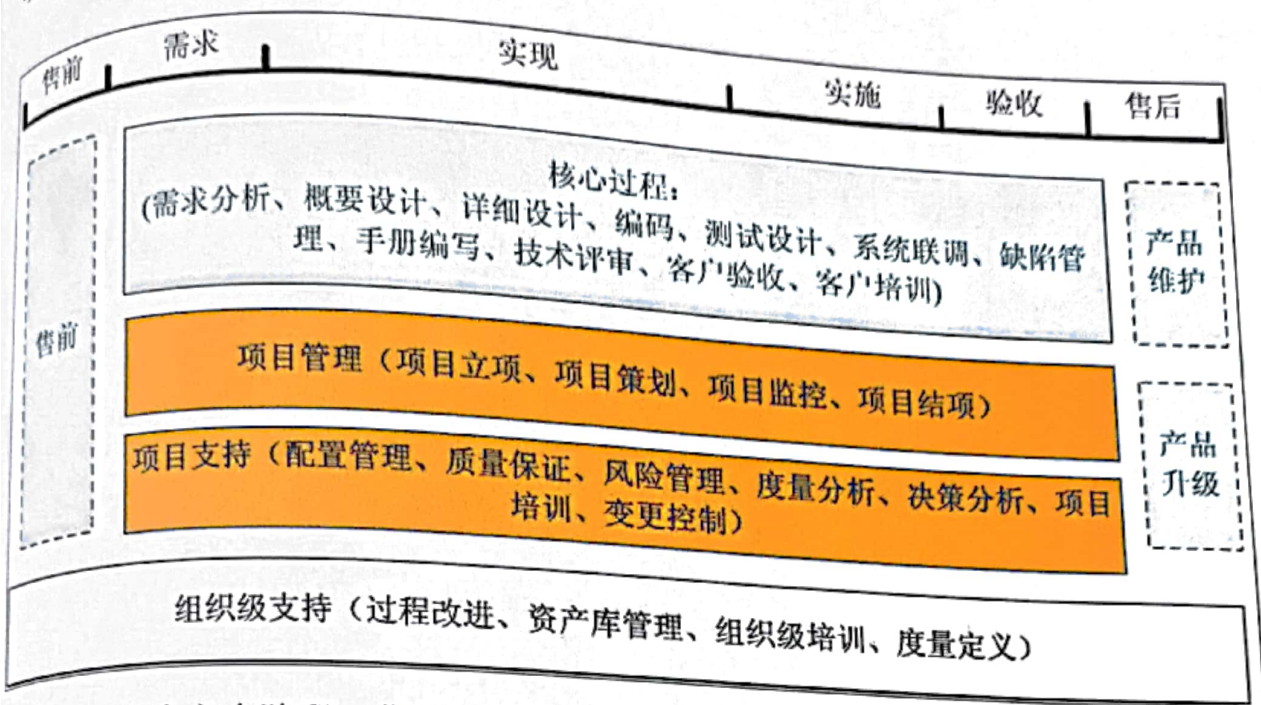 售前
需求
实现
实施
验收
售后
核心过程:
(需求分析、概要设计、详细设计、编码、测试设计、系统联调、缺陷管
理、手册编写、技术评审、客户验收、客户培训)
售前
产品
维护
项目管理（项目立项、项目策划、项目监控、项目结项）
项目支持（配置管理、质量保证、风险管理、度量分析、决策分析、项目
培训、变更控制）
产品
升级
组织级支持（过程改进、资产库管理、组织级培训、度量定义）